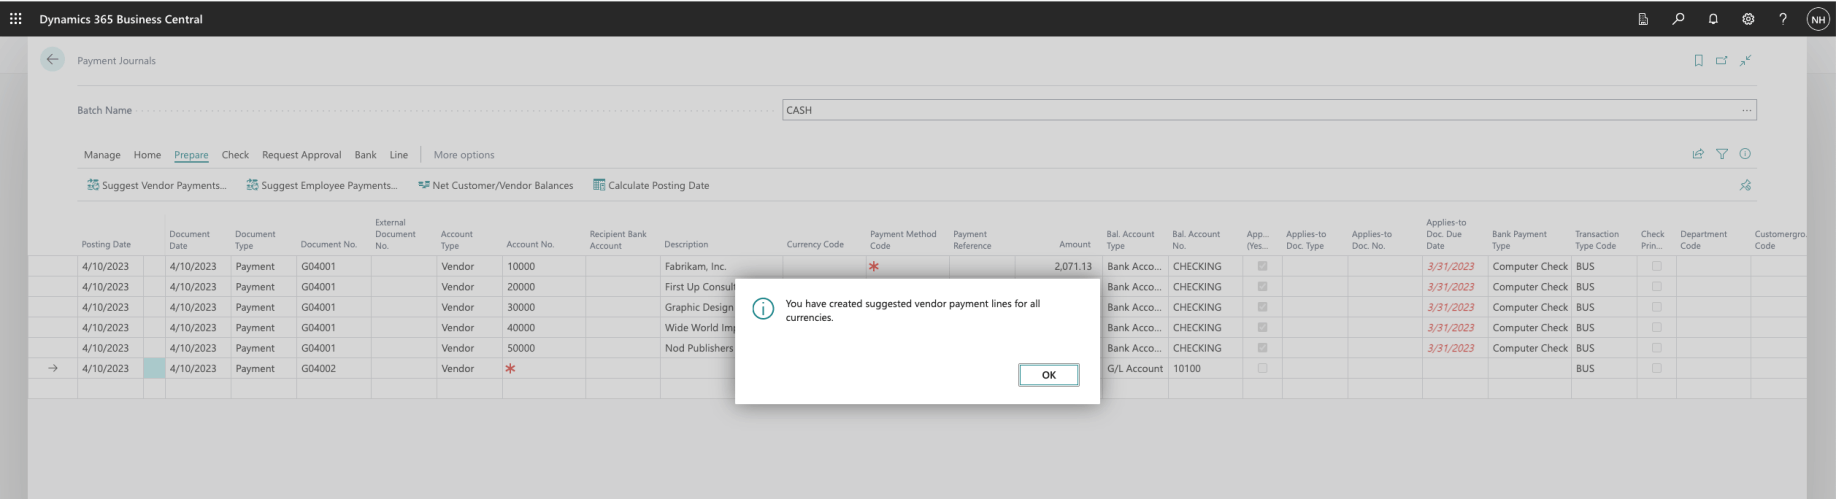 Dynamics 365 Business Central
NH
Payment Journals
Batch Name
CASH
Manage Home Prepare Check Request Approval Bank Line More options
Suggest Vendor Payments... Suggest Employee Payments... Net Customer/Vendor Balances Calculate Posting Date
Posting Date Document Date Document Type Document No. External Document No. Account Type Account No. Recipient Bank Account Description Currency Code Payment Method Code Payment Reference Amount Bal. Account Type Bal. Account No. App... (Yes... Applies-to Doc. Type Applies-to Doc. No. Applies-to Doc. Due Date Bank Payment Type Transaction Type Code Check Prin... Department Code Customergro... Code
4/10/2023 4/10/2023 Payment G04001 Vendor 10000 Fabrikam, Inc. * 2,071.13 Bank Acco... CHECKING 3/31/2023 Computer Check BUS
4/10/2023 4/10/2023 Payment G04001 Vendor 20000 First Up Consult Bank Acco... CHECKING 3/31/2023 Computer Check BUS
4/10/2023 4/10/2023 Payment G04001 Vendor 30000 Graphic Design Bank Acco... CHECKING 3/31/2023 Computer Check BUS
4/10/2023 4/10/2023 Payment G04001 Vendor 40000 Wide World Imp Bank Acco... CHECKING 3/31/2023 Computer Check BUS
4/10/2023 4/10/2023 Payment G04001 Vendor 50000 Nod Publishers Bank Acco... CHECKING 3/31/2023 Computer Check BUS
4/10/2023 4/10/2023 Payment G04002 Vendor * G/L Account 10100 BUS
You have created suggested vendor payment lines for all
currencies.
OK